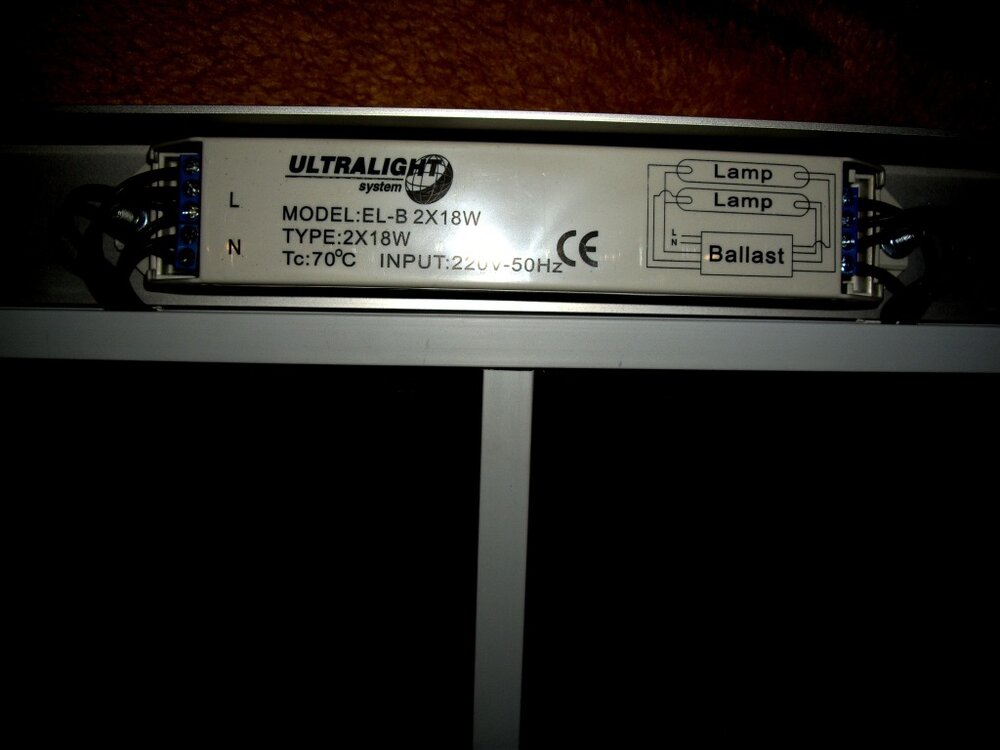 ULTRALIGHT
system
L
N
MODEL:EL-B 2X18W
TYPE:2X18W
Tc:70°C INPUT:220V-50Hz
CE
Lamp
Lamp
L
N
Ballast